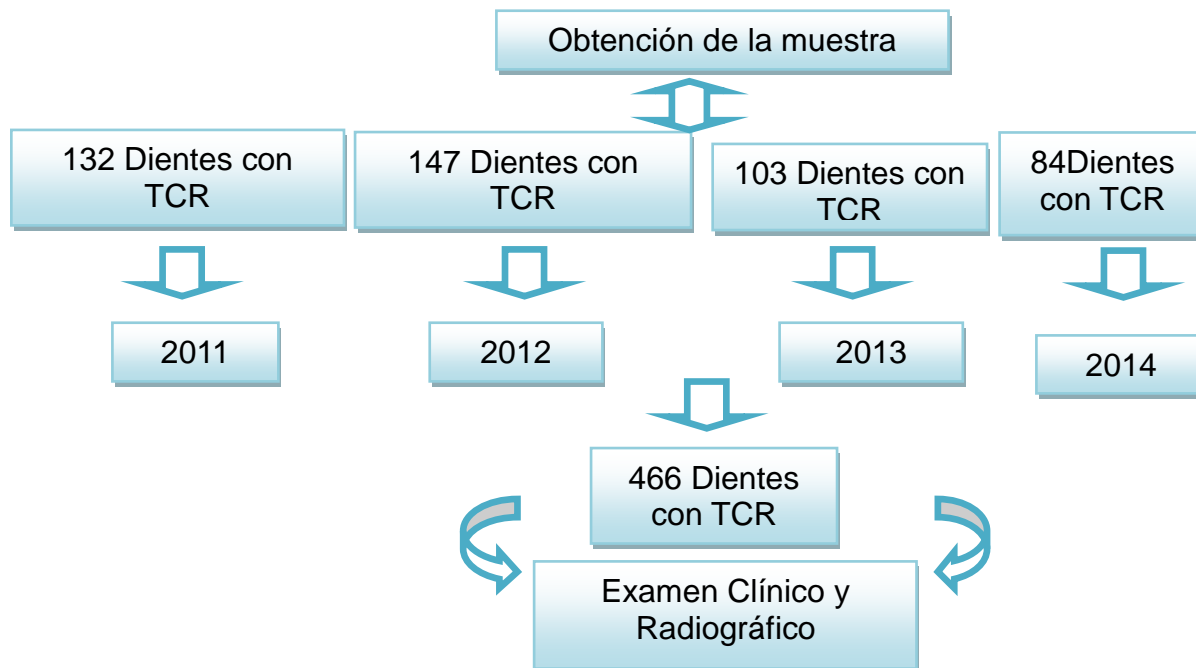 Obtención de la muestra
132 Dientes con
TCR
147 Dientes con
TCR
103 Dientes con
TCR
84Dientes
con TCR
2011
2012
2013
2014
466 Dientes
con TCR
Examen Clínico y
Radiográfico